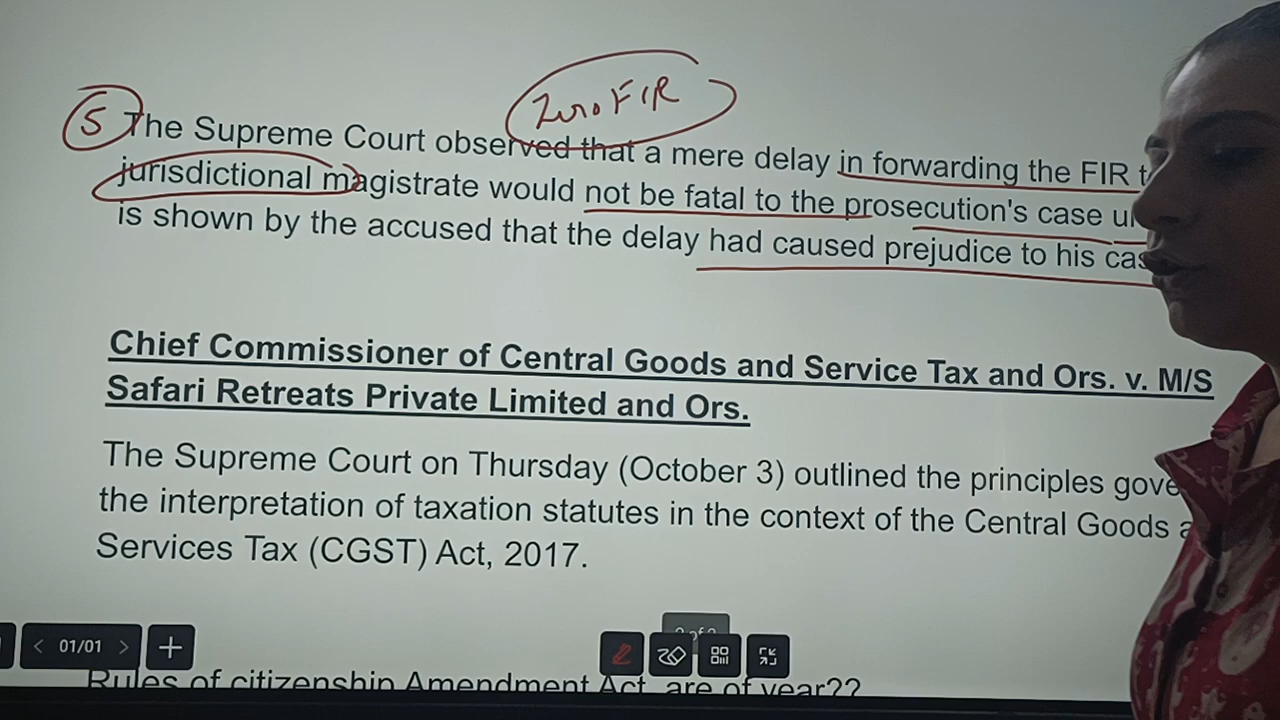 Zero FIR
5 The Supreme Court observed that a mere delay in forwarding the FIR
jurisdictional magistrate would not be fatal to the prosecution's case
is shown by the accused that the delay had caused prejudice to his
Chief Commissioner of Central Goods and Service Tax and Ors. v. M/S
Safari Retreats Private Limited and Ors.
The Supreme Court on Thursday (October 3) outlined the principles
the interpretation of taxation statutes in the context of the Central Goods
Services Tax (CGST) Act, 2017.
01/01
Rules of citizenship Amendment Act, are of year??